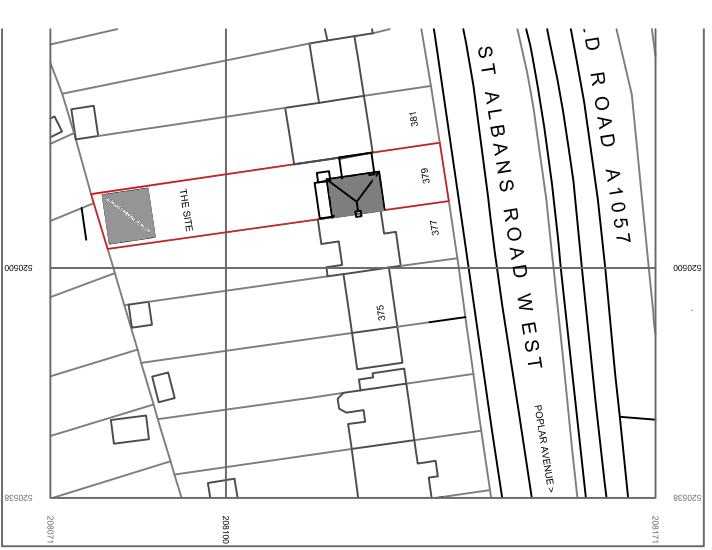 ST ALBANS ROAD WEST
D ROAD A1057
381
379
377
375
THE SITE
POPLAR AVENUE >
520500
520500
520538
520538
208071
208100
208171